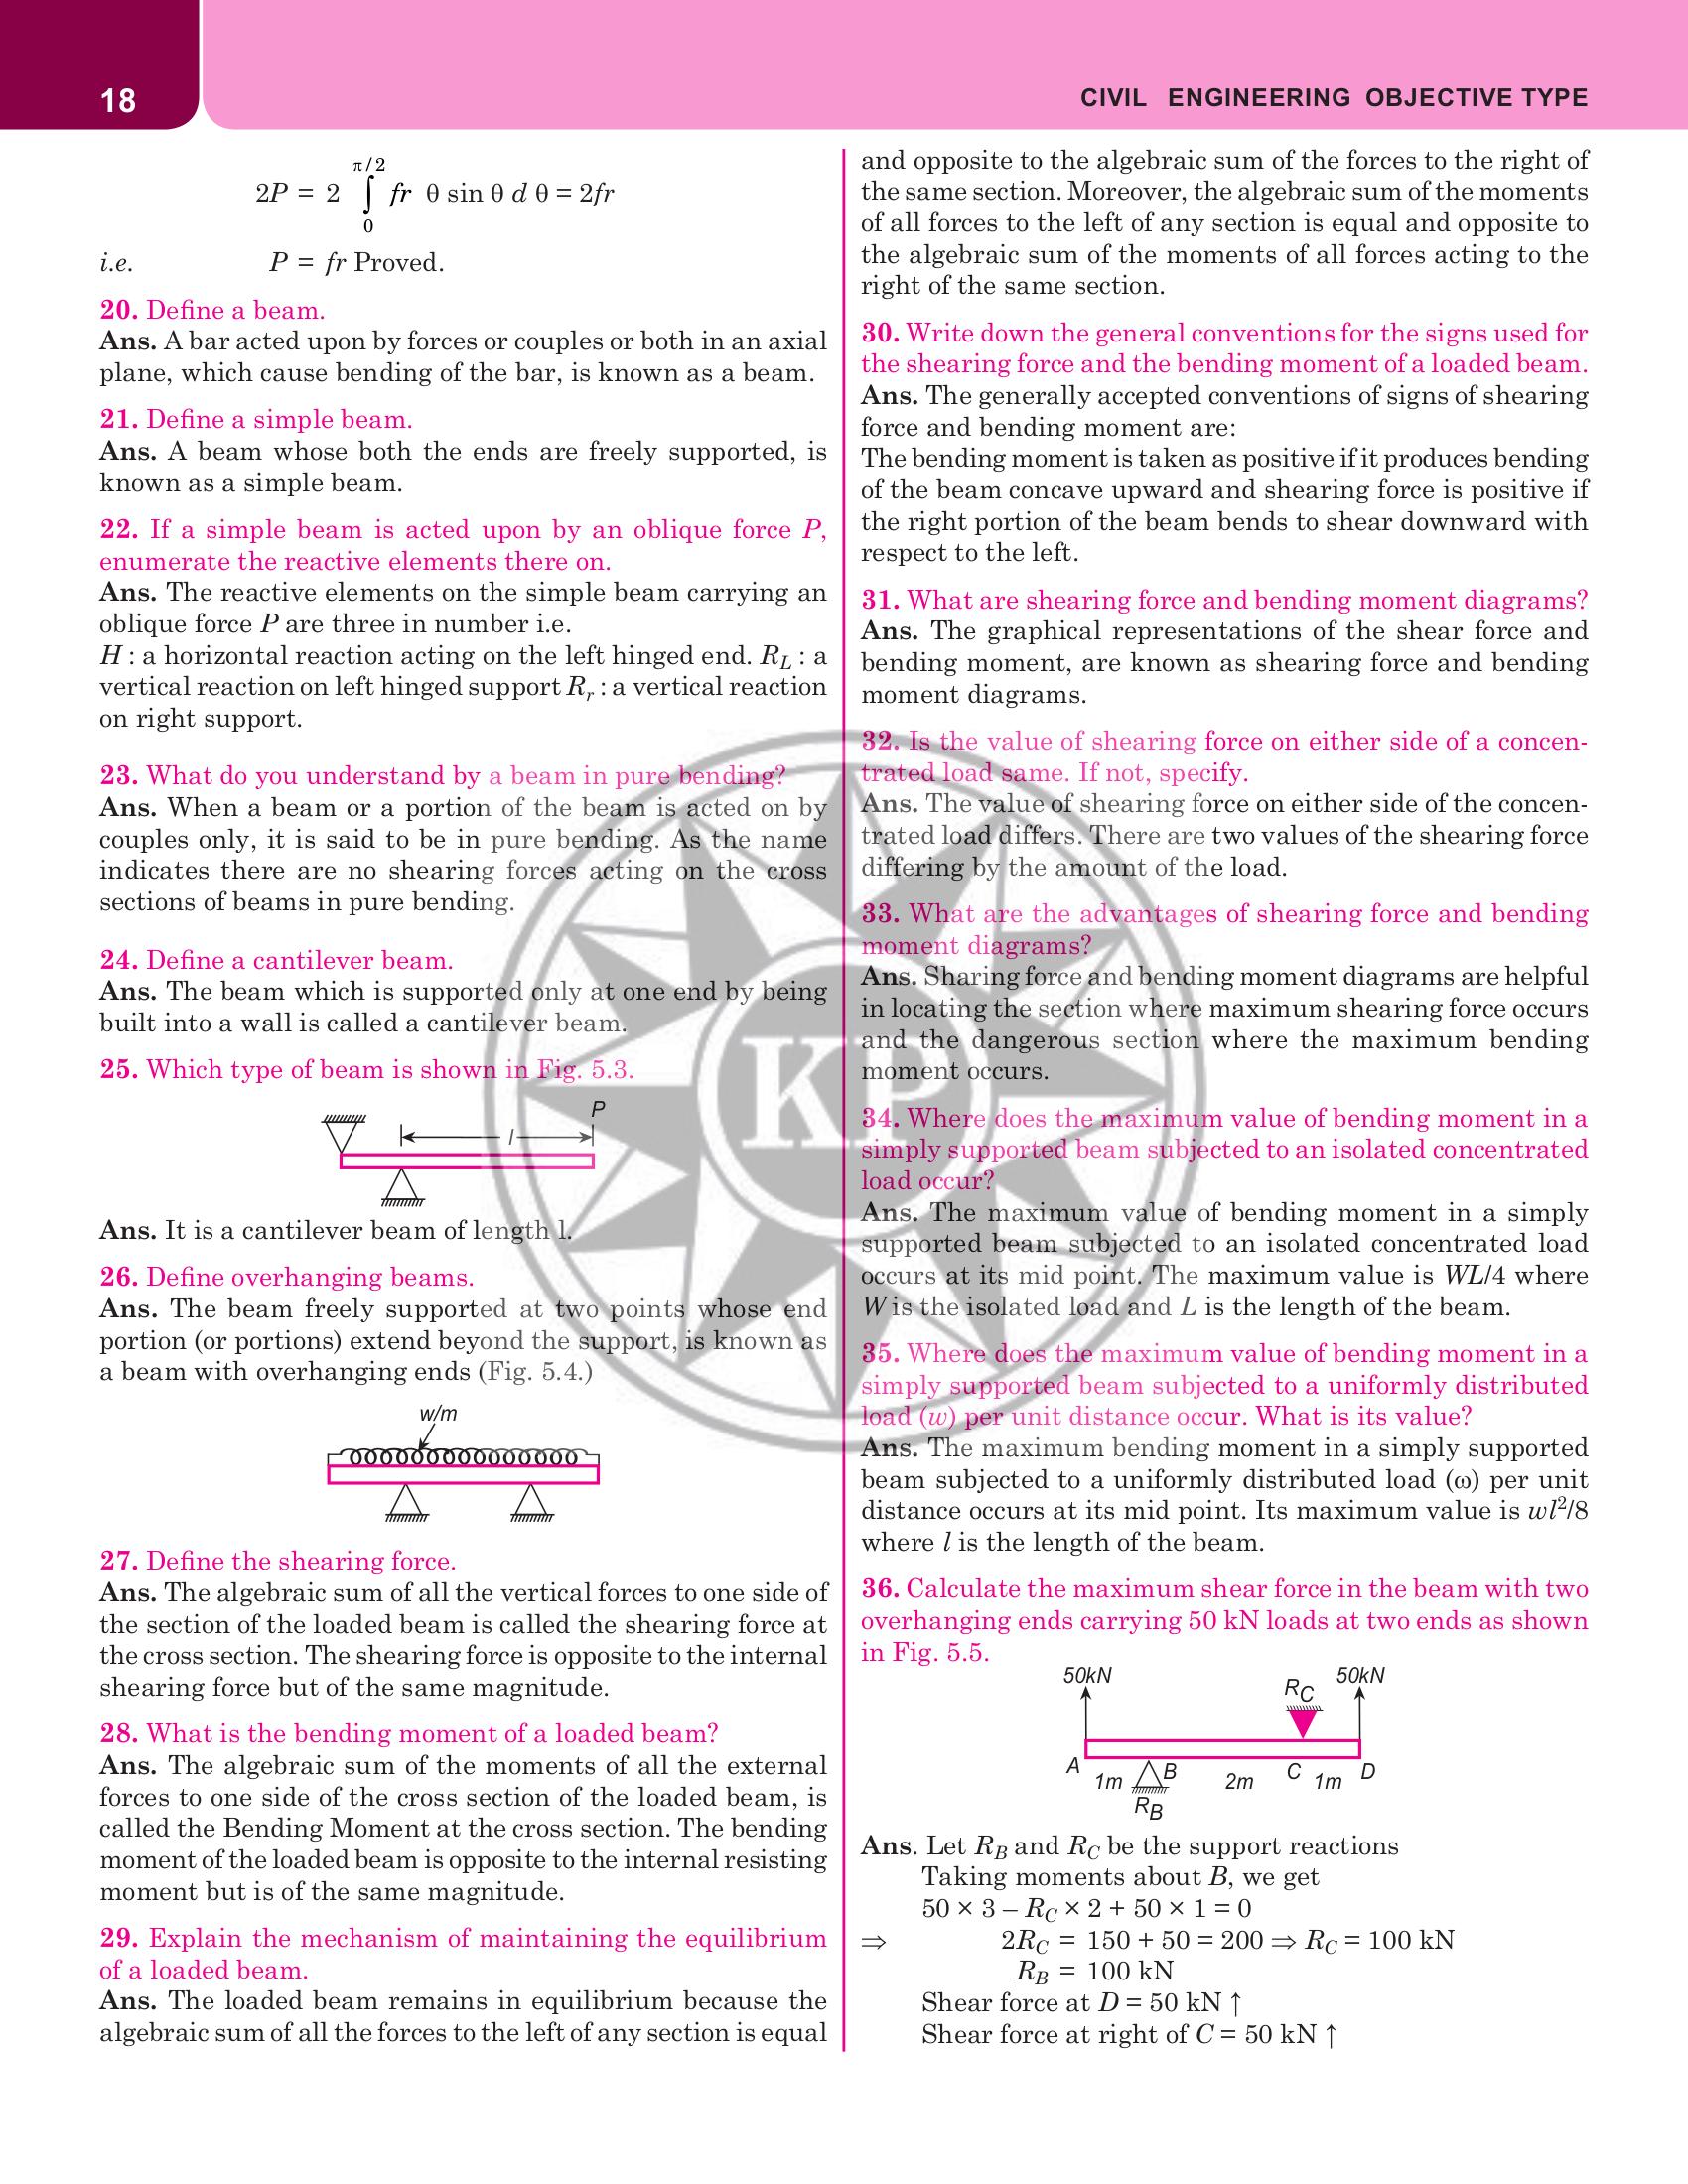 18
CIVIL ENGINEERING OBJECTIVE TYPE
π/2
2P = 2 ∫ fr θ sin θ d θ = 2fr
0
i.e. P = fr Proved.
20. Define a beam.
Ans. A bar acted upon by forces or couples or both in an axial
plane, which cause bending of the bar, is known as a beam.
21. Define a simple beam.
Ans. A beam whose both the ends are freely supported, is
known as a simple beam.
22. If a simple beam is acted upon by an oblique force P,
enumerate the reactive elements there on.
Ans. The reactive elements on the simple beam carrying an
oblique force P are three in number i.e.
H : a horizontal reaction acting on the left hinged end. R_L : a
vertical reaction on left hinged support R_r : a vertical reaction
on right support.
23. What do you understand by a beam in pure bending?
Ans. When a beam or a portion of the beam is acted on by
couples only, it is said to be in pure bending. As the name
indicates there are no shearing forces acting on the cross
sections of beams in pure bending.
24. Define a cantilever beam.
Ans. The beam which is supported only at one end by being
built into a wall is called a cantilever beam.
25. Which type of beam is shown in Fig. 5.3.
P
l
Ans. It is a cantilever beam of length l.
26. Define overhanging beams.
Ans. The beam freely supported at two points whose end
portion (or portions) extend beyond the support, is known as
a beam with overhanging ends (Fig. 5.4.)
w/m
27. Define the shearing force.
Ans. The algebraic sum of all the vertical forces to one side of
the section of the loaded beam is called the shearing force at
the cross section. The shearing force is opposite to the internal
shearing force but of the same magnitude.
28. What is the bending moment of a loaded beam?
Ans. The algebraic sum of the moments of all the external
forces to one side of the cross section of the loaded beam, is
called the Bending Moment at the cross section. The bending
moment of the loaded beam is opposite to the internal resisting
moment but is of the same magnitude.
29. Explain the mechanism of maintaining the equilibrium
of a loaded beam.
Ans. The loaded beam remains in equilibrium because the
algebraic sum of all the forces to the left of any section is equal
and opposite to the algebraic sum of the forces to the right of
the same section. Moreover, the algebraic sum of the moments
of all forces to the left of any section is equal and opposite to
the algebraic sum of the moments of all forces acting to the
right of the same section.
30. Write down the general conventions for the signs used for
the shearing force and the bending moment of a loaded beam.
Ans. The generally accepted conventions of signs of shearing
force and bending moment are:
The bending moment is taken as positive if it produces bending
of the beam concave upward and shearing force is positive if
the right portion of the beam bends to shear downward with
respect to the left.
31. What are shearing force and bending moment diagrams?
Ans. The graphical representations of the shear force and
bending moment, are known as shearing force and bending
moment diagrams.
32. Is the value of shearing force on either side of a concen-
trated load same. If not, specify.
Ans. The value of shearing force on either side of the concen-
trated load differs. There are two values of the shearing force
differing by the amount of the load.
33. What are the advantages of shearing force and bending
moment diagrams?
Ans. Sharing force and bending moment diagrams are helpful
in locating the section where maximum shearing force occurs
and the dangerous section where the maximum bending
moment occurs.
34. Where does the maximum value of bending moment in a
simply supported beam subjected to an isolated concentrated
load occur?
Ans. The maximum value of bending moment in a simply
supported beam subjected to an isolated concentrated load
occurs at its mid point. The maximum value is WL/4 where
W is the isolated load and L is the length of the beam.
35. Where does the maximum value of bending moment in a
simply supported beam subjected to a uniformly distributed
load (w) per unit distance occur. What is its value?
Ans. The maximum bending moment in a simply supported
beam subjected to a uniformly distributed load (ω) per unit
distance occurs at its mid point. Its maximum value is wl²/8
where l is the length of the beam.
36. Calculate the maximum shear force in the beam with two
overhanging ends carrying 50 kN loads at two ends as shown
in Fig. 5.5.
50kN R_C 50kN
A 1m B 2m C 1m D
R_B
Ans. Let R_B and R_C be the support reactions
Taking moments about B, we get
50 × 3 – R_C × 2 + 50 × 1 = 0
⇒ 2R_C = 150 + 50 = 200 ⇒ R_C = 100 kN
R_B = 100 kN
Shear force at D = 50 kN ↑
Shear force at right of C = 50 kN ↑
KP